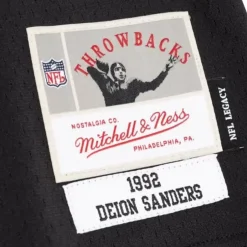 THROWBACKS
NFL
NOSTALGIA CO.
Mitchell & Ness
PHILADELPHIA, PA.
NFL LEGACY
1992
DEION SANDERS